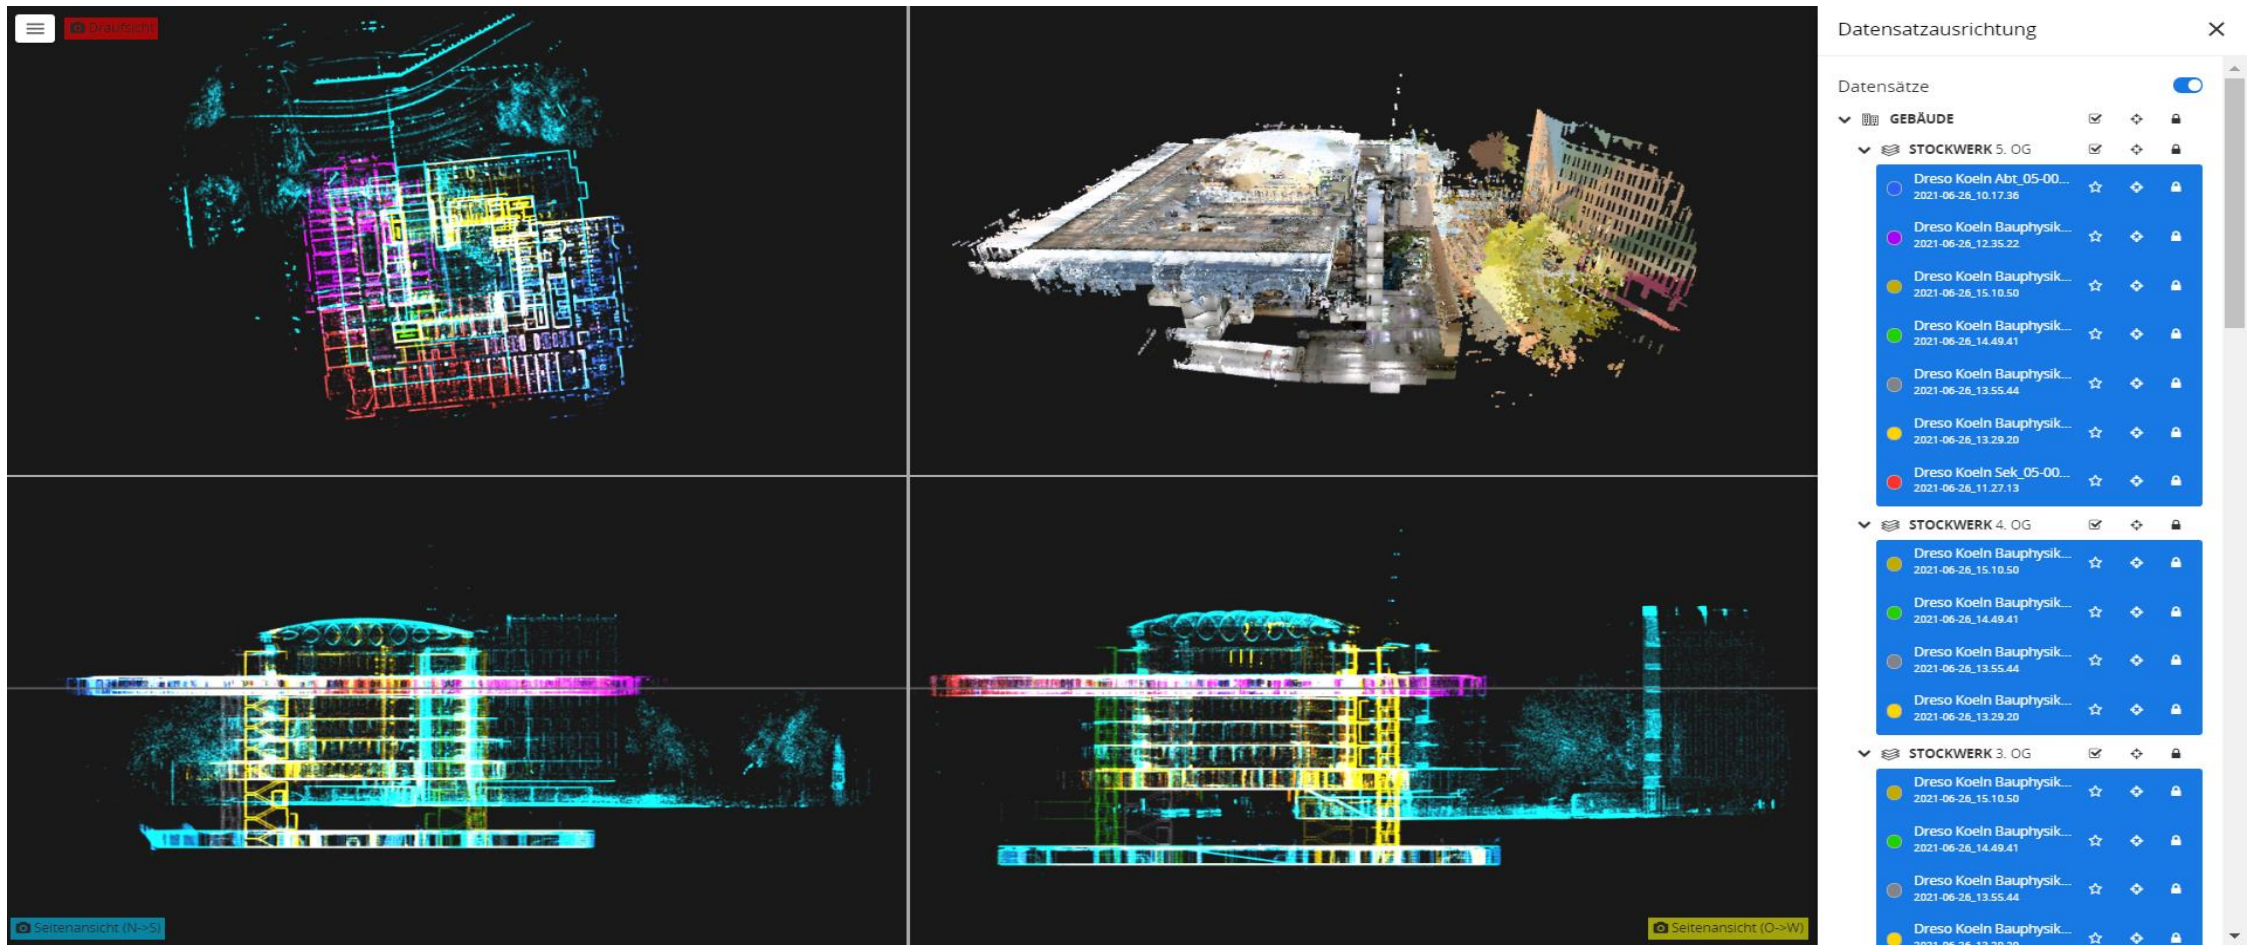 Draufsicht
Seitenansicht (N->S)
Seitenansicht (O->W)
Datensatzausrichtung
Datensätze
GEBÄUDE
STOCKWERK 5. OG
Dreso Koeln Abt_05-00...
2021-06-26_10.17.36
Dreso Koeln Bauphysik...
2021-06-26_12.35.22
Dreso Koeln Bauphysik...
2021-06-26_15.10.50
Dreso Koeln Bauphysik...
2021-06-26_14.49.41
Dreso Koeln Bauphysik...
2021-06-26_13.55.44
Dreso Koeln Bauphysik...
2021-06-26_13.29.20
Dreso Koeln Sek_05-00...
2021-06-26_11.27.13
STOCKWERK 4. OG
Dreso Koeln Bauphysik...
2021-06-26_15.10.50
Dreso Koeln Bauphysik...
2021-06-26_14.49.41
Dreso Koeln Bauphysik...
2021-06-26_13.55.44
Dreso Koeln Bauphysik...
2021-06-26_13.29.20
STOCKWERK 3. OG
Dreso Koeln Bauphysik...
2021-06-26_15.10.50
Dreso Koeln Bauphysik...
2021-06-26_14.49.41
Dreso Koeln Bauphysik...
2021-06-26_13.55.44
Dreso Koeln Bauphysik...
2021-06-26_13.29.20